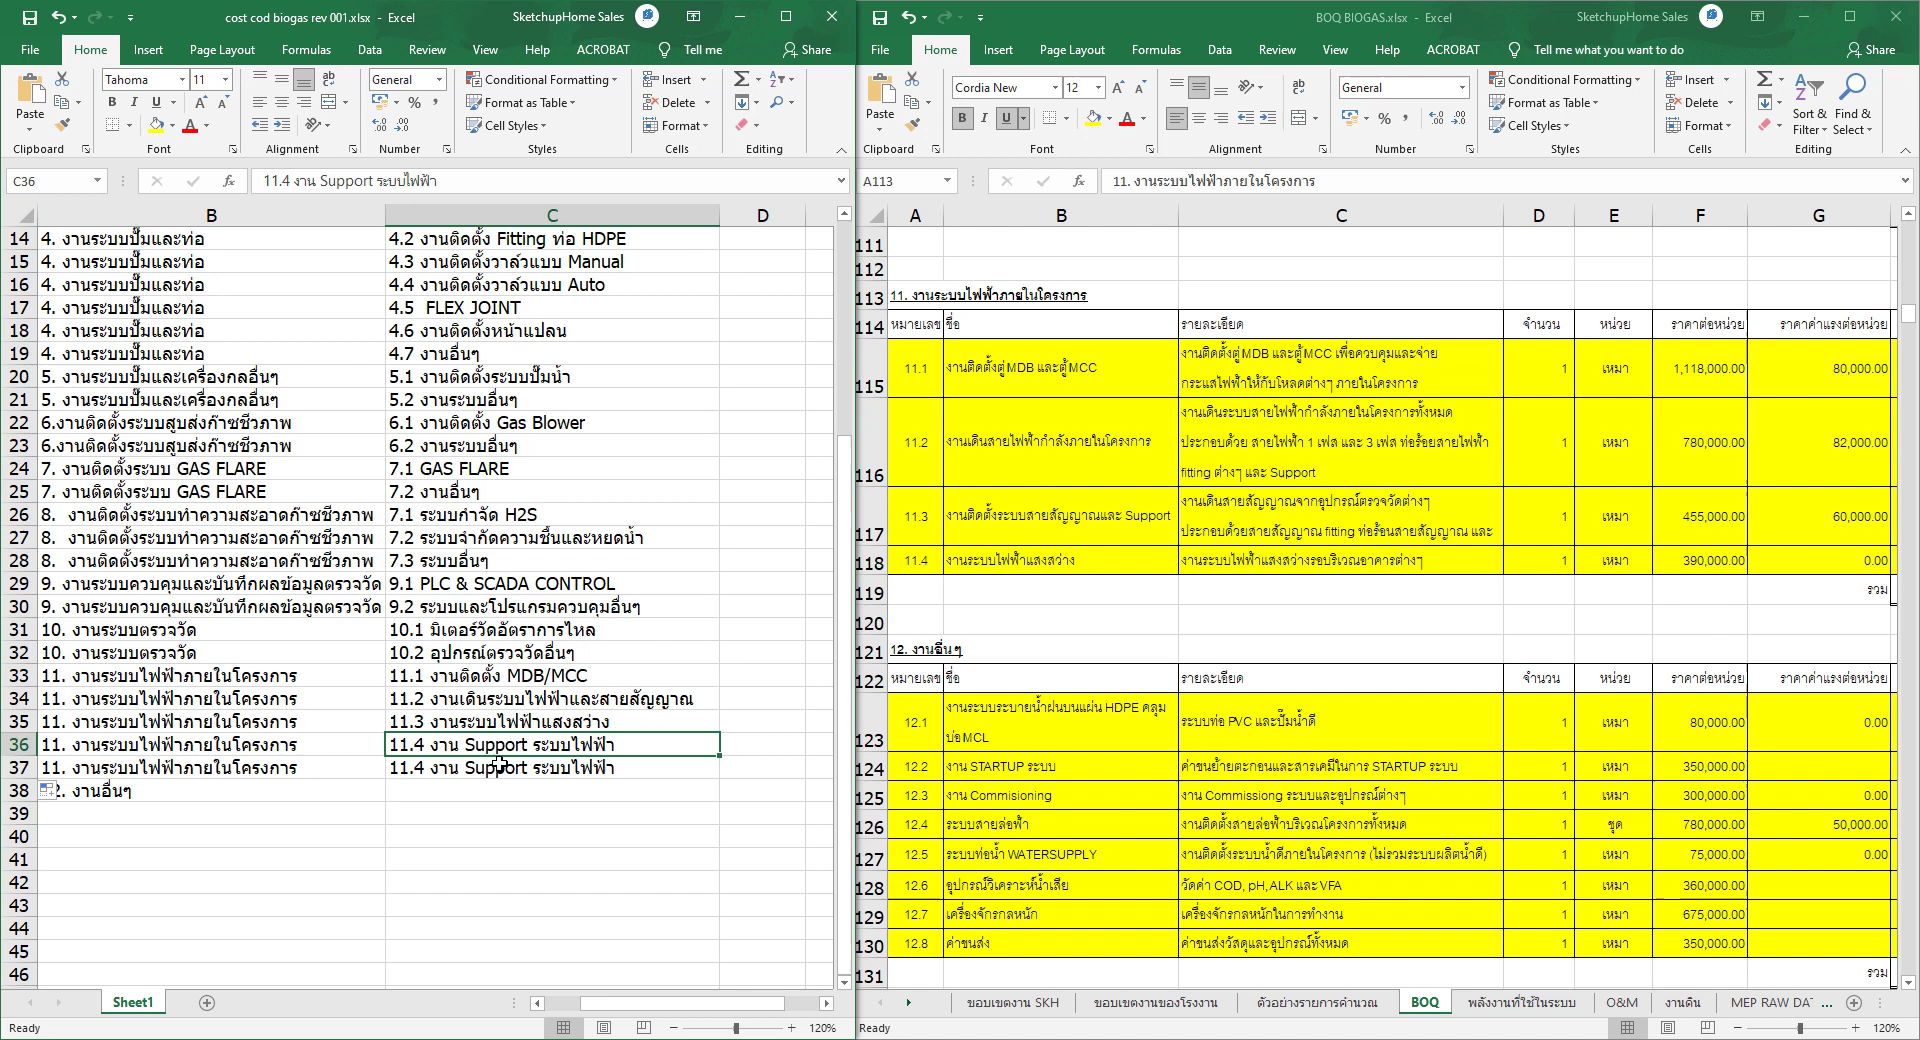 cost cod biogas rev 001.xlsx - Excel
SketchupHome Sales
File Home Insert Page Layout Formulas Data Review View Help ACROBAT Tell me Share
Tahoma 11
General
Conditional Formatting
Format as Table
Cell Styles
Insert
Delete
Format
Paste
Clipboard Font Alignment Number Styles Cells Editing
C36 11.4 งาน Support ระบบไฟฟ้า
B C D
14 4. งานระบบปั๊มและท่อ 4.2 งานติดตั้ง Fitting ท่อ HDPE
15 4. งานระบบปั๊มและท่อ 4.3 งานติดตั้งวาล์วแบบ Manual
16 4. งานระบบปั๊มและท่อ 4.4 งานติดตั้งวาล์วแบบ Auto
17 4. งานระบบปั๊มและท่อ 4.5 FLEX JOINT
18 4. งานระบบปั๊มและท่อ 4.6 งานติดตั้งหน้าแปลน
19 4. งานระบบปั๊มและท่อ 4.7 งานอื่นๆ
20 5. งานระบบปั๊มและเครื่องกลอื่นๆ 5.1 งานติดตั้งระบบปั๊มน้ำ
21 5. งานระบบปั๊มและเครื่องกลอื่นๆ 5.2 งานระบบอื่นๆ
22 6.งานติดตั้งระบบสูบส่งก๊าซชีวภาพ 6.1 งานติดตั้ง Gas Blower
23 6.งานติดตั้งระบบสูบส่งก๊าซชีวภาพ 6.2 งานระบบอื่นๆ
24 7. งานติดตั้งระบบ GAS FLARE 7.1 GAS FLARE
25 7. งานติดตั้งระบบ GAS FLARE 7.2 งานอื่นๆ
26 8. งานติดตั้งระบบทำความสะอาดก๊าซชีวภาพ 7.1 ระบบกำจัด H2S
27 8. งานติดตั้งระบบทำความสะอาดก๊าซชีวภาพ 7.2 ระบบจำกัดความชื้นและหยดน้ำ
28 8. งานติดตั้งระบบทำความสะอาดก๊าซชีวภาพ 7.3 ระบบอื่นๆ
29 9. งานระบบควบคุมและบันทึกผลข้อมูลตรวจวัด 9.1 PLC & SCADA CONTROL
30 9. งานระบบควบคุมและบันทึกผลข้อมูลตรวจวัด 9.2 ระบบและโปรแกรมควบคุมอื่นๆ
31 10. งานระบบตรวจวัด 10.1 มิเตอร์วัดอัตราการไหล
32 10. งานระบบตรวจวัด 10.2 อุปกรณ์ตรวจวัดอื่นๆ
33 11. งานระบบไฟฟ้าภายในโครงการ 11.1 งานติดตั้ง MDB/MCC
34 11. งานระบบไฟฟ้าภายในโครงการ 11.2 งานเดินระบบไฟฟ้าและสายสัญญาณ
35 11. งานระบบไฟฟ้าภายในโครงการ 11.3 งานระบบไฟฟ้าแสงสว่าง
36 11. งานระบบไฟฟ้าภายในโครงการ 11.4 งาน Support ระบบไฟฟ้า
37 11. งานระบบไฟฟ้าภายในโครงการ 11.4 งาน Support ระบบไฟฟ้า
38 2. งานอื่นๆ
39
40
41
42
43
44
45
46
Sheet1
Ready 120%
BOQ BIOGAS.xlsx - Excel
SketchupHome Sales
File Home Insert Page Layout Formulas Data Review View Help ACROBAT Tell me what you want to do Share
Cordia New 12
General
Conditional Formatting
Format as Table
Cell Styles
Insert
Delete
Format
Sort & Filter
Find & Select
Paste
Clipboard Font Alignment Number Styles Cells Editing
A113 11. งานระบบไฟฟ้าภายในโครงการ
A B C D E F G
111
112
113 11. งานระบบไฟฟ้าภายในโครงการ
114 หมายเลข ชื่อ รายละเอียด จำนวน หน่วย ราคาต่อหน่วย ราคาค่าแรงต่อหน่วย
115 11.1 งานติดตั้งตู่ MDB และตู้ MCC งานติดตั้งตู่ MDB และตู้ MCC เพื่อควบคุมและจ่าย
กระแสไฟฟ้าให้กับโหลดต่างๆ ภายในโครงการ 1 เหมา 1,118,000.00 80,000.00
116 11.2 งานเดินสายไฟฟ้ากำลังภายในโครงการ งานเดินระบบสายไฟฟ้ากำลังภายในโครงการทั้งหมด
ประกอบด้วย สายไฟฟ้า 1 เฟส และ 3 เฟส ท่อร้อยสายไฟฟ้า
fitting ต่างๆ และ Support 1 เหมา 780,000.00 82,000.00
117 11.3 งานติดตั้งระบบสายสัญญาณและ Support งานเดินสายสัญญาณจากอุปกรณ์ตรวจวัดต่างๆ
ประกอบด้วยสายสัญญาณ fitting ท่อร้อนสายสัญญาณ และ 1 เหมา 455,000.00 60,000.00
118 11.4 งานระบบไฟฟ้าแสงสว่าง งานระบบไฟฟ้าแสงสว่างรอบริเวณอาคารต่างๆ 1 เหมา 390,000.00 0.00
119 รวม
120
121 12. งานอื่นๆ
122 หมายเลข ชื่อ รายละเอียด จำนวน หน่วย ราคาต่อหน่วย ราคาค่าแรงต่อหน่วย
123 12.1 งานระบบระบายน้ำฝนบนแผ่น HDPE คลุม
บ่อ MCL ระบบท่อ PVC และปั๊มน้ำดี 1 เหมา 80,000.00 0.00
124 12.2 งาน STARTUP ระบบ ค่าขนย้ายตะกอนและสารเคมีในการ STARTUP ระบบ 1 เหมา 350,000.00
125 12.3 งาน Commisioning งาน Commissiong ระบบและอุปกรณ์ต่างๆ 1 เหมา 300,000.00 0.00
126 12.4 ระบบสายล่อฟ้า งานติดตั้งสายล่อฟ้าบริเวณโครงการทั้งหมด 1 ชุด 780,000.00 50,000.00
127 12.5 ระบบท่อน้ำ WATERSUPPLY งานติดตั้งระบบน้ำดีภายในโครงการ (ไม่รวมระบบผลิตน้ำดี) 1 เหมา 75,000.00 0.00
128 12.6 อุปกรณ์วิเคราะห์น้ำเสีย วัดค่า COD, pH, ALK และ VFA 1 เหมา 360,000.00
129 12.7 เครื่องจักรกลหนัก เครื่องจักรกลหนักในการทำงาน 1 เหมา 675,000.00
130 12.8 ค่าขนส่ง ค่าขนส่งวัสดุและอุปกรณ์ทั้งหมด 1 เหมา 350,000.00
131 รวม
ขอบเขตงาน SKH ขอบเขตงานของโรงงาน ตัวอย่างรายการคำนวณ BOQ พลังงานที่ใช้ในระบบ O&M งานดิน MEP RAW DA ...
Ready 120%